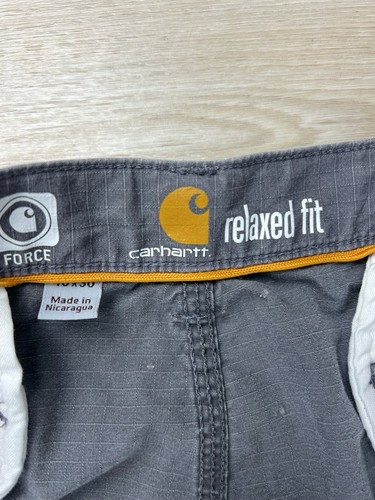 FORCE
carhartt.
relaxed fit
Made in
Nicaragua